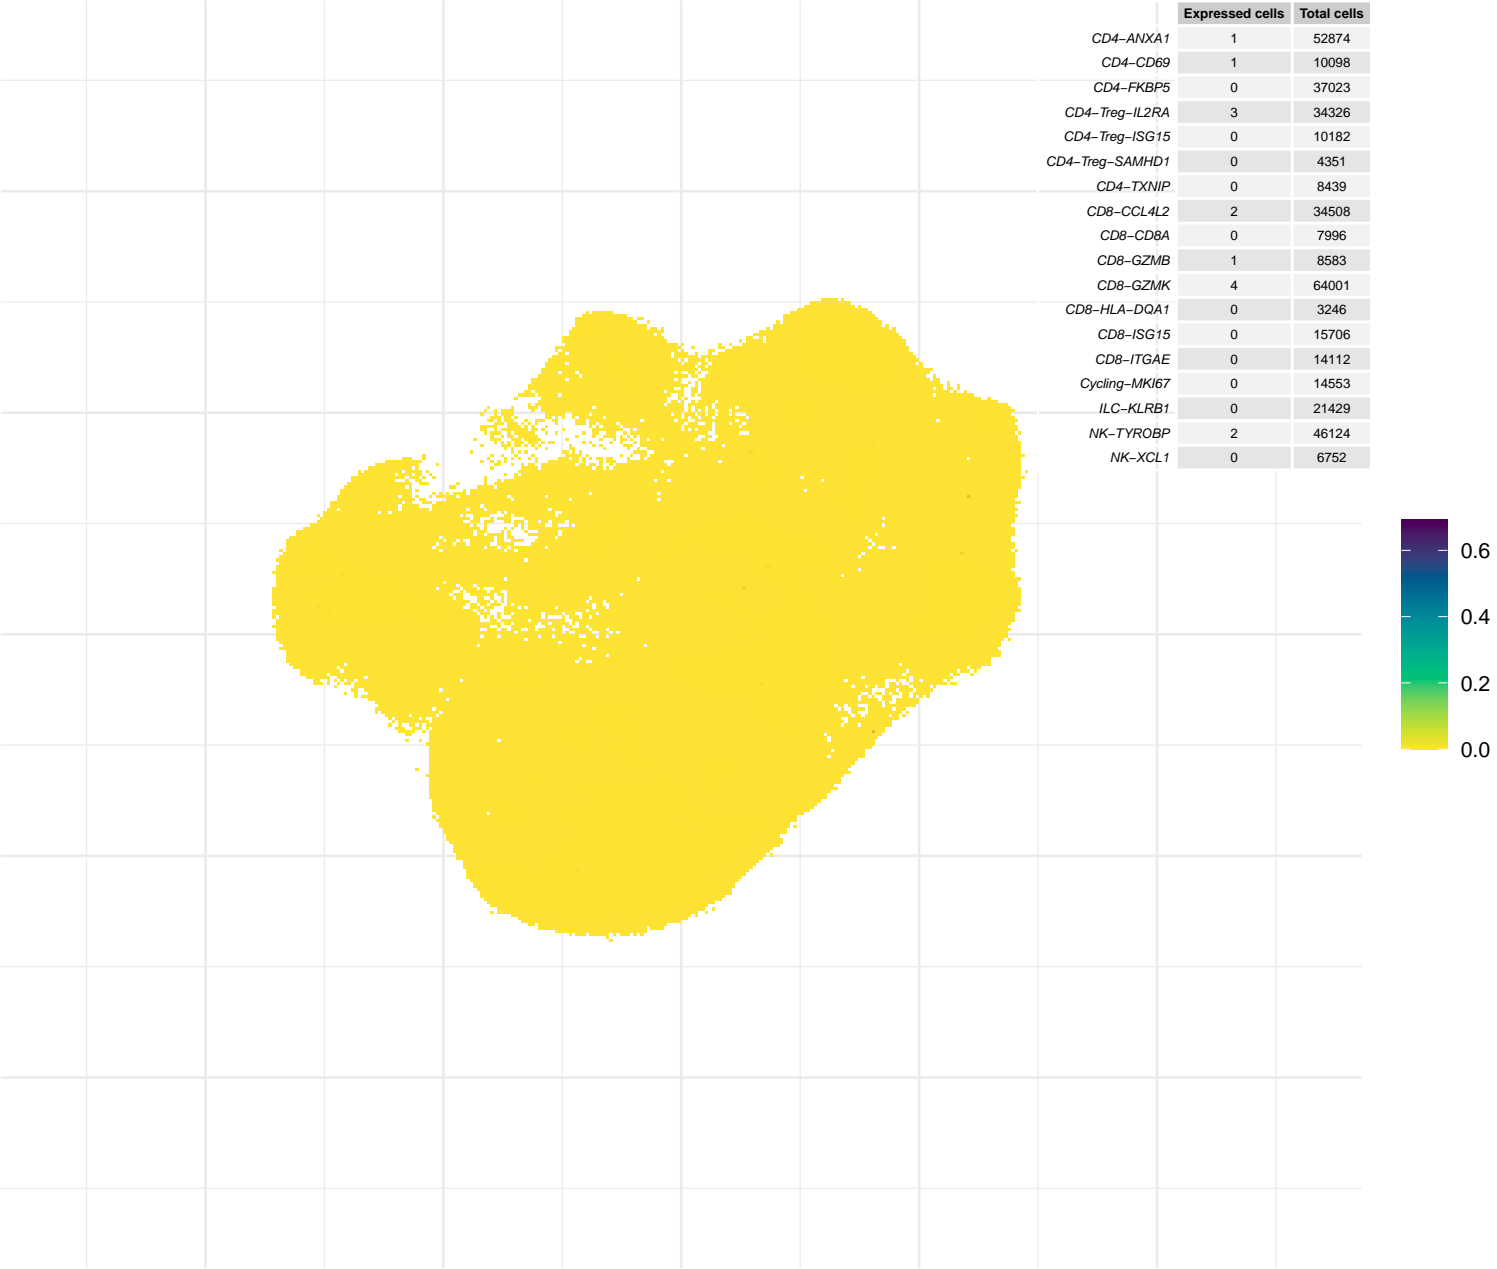 Expressed cells Total cells
CD4−ANXA1 1 52874
CD4−CD69 1 10098
CD4−FKBP5 0 37023
CD4−Treg−IL2RA 3 34326
CD4−Treg−ISG15 0 10182
CD4−Treg−SAMHD1 0 4351
CD4−TXNIP 0 8439
CD8−CCL4L2 2 34508
CD8−CD8A 0 7996
CD8−GZMB 1 8583
CD8−GZMK 4 64001
CD8−HLA−DQA1 0 3246
CD8−ISG15 0 15706
CD8−ITGAE 0 14112
Cycling−MKI67 0 14553
ILC−KLRB1 0 21429
NK−TYROBP 2 46124
NK−XCL1 0 6752
0.6
0.4
0.2
0.0